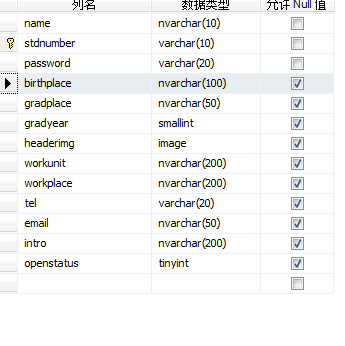 列名 数据类型 允许 Null 值
name nvarchar(10)
stdnumber varchar(10)
password varchar(20)
birthplace nvarchar(100)
gradplace nvarchar(50)
gradyear smallint
headerimg image
workunit nvarchar(200)
workplace nvarchar(200)
tel varchar(20)
email nvarchar(50)
intro nvarchar(200)
openstatus tinyint